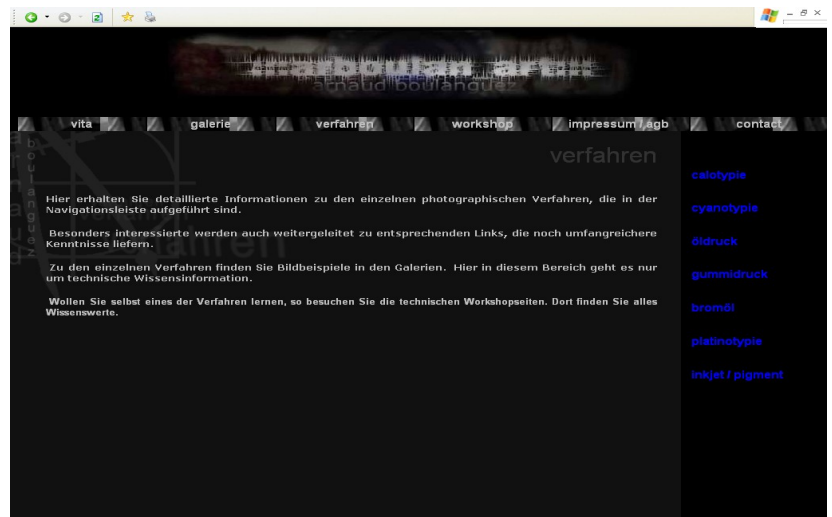 arnaud boulanguez
vita galerie verfahren workshop impressum / agb contact
verfahren
Hier erhalten Sie detaillierte Informationen zu den einzelnen photographischen Verfahren, die in der
Navigationsleiste aufgeführt sind.
Besonders interessierte werden auch weitergeleitet zu entsprechenden Links, die noch umfangreichere
Kenntnisse liefern.
Zu den einzelnen Verfahren finden Sie Bildbeispiele in den Galerien. Hier in diesem Bereich geht es nur
um technische Wissensinformation.
Wollen Sie selbst eines der Verfahren lernen, so besuchen Sie die technischen Workshopseiten. Dort finden Sie alles
Wissenswerte.
calotypie
cyanotypie
öldruck
gummidruck
bromöl
platinotypie
inkjet / pigment